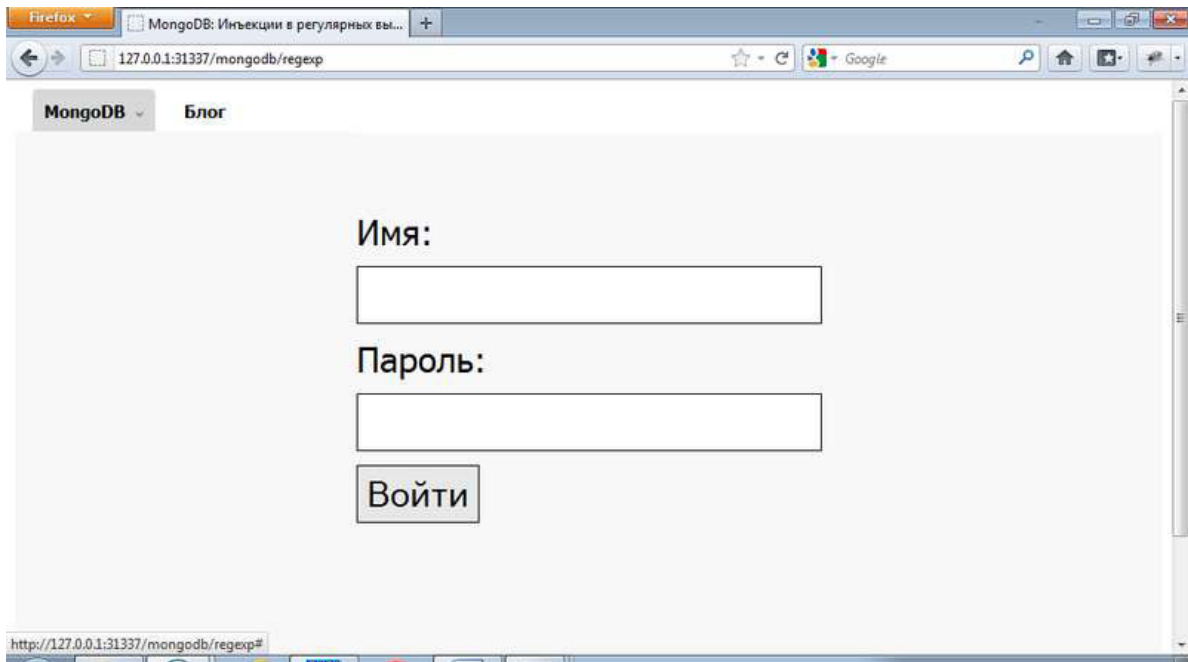 Firefox
MongoDB: Инъекции в регулярных вы...
127.0.0.1:31337/mongodb/regexp
Google
MongoDB Блог
Имя:
Пароль:
Войти
http://127.0.0.1:31337/mongodb/regexp#